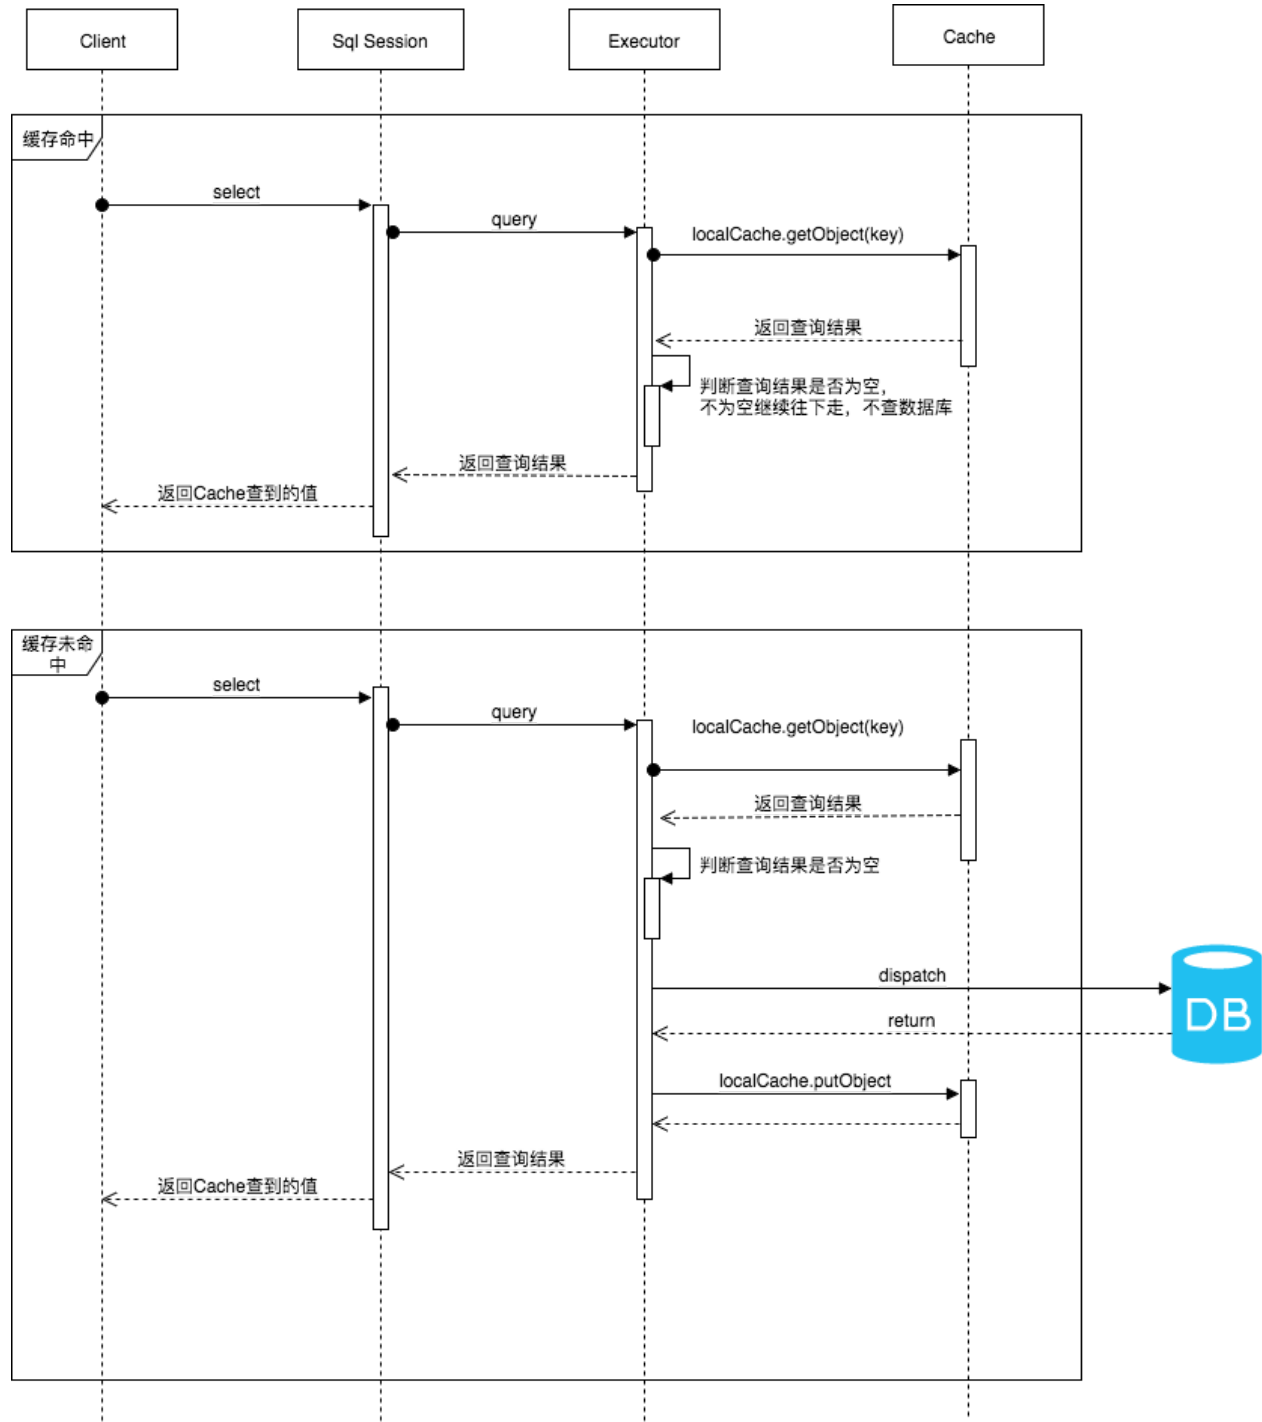 Client
Sql Session
Executor
Cache
缓存命中
select
query
localCache.getObject(key)
返回查询结果
判断查询结果是否为空，
不为空继续往下走，不查数据库
返回查询结果
返回Cache查到的值
缓存未命
中
select
query
localCache.getObject(key)
返回查询结果
判断查询结果是否为空
dispatch
DB
return
localCache.putObject
返回查询结果
返回Cache查到的值